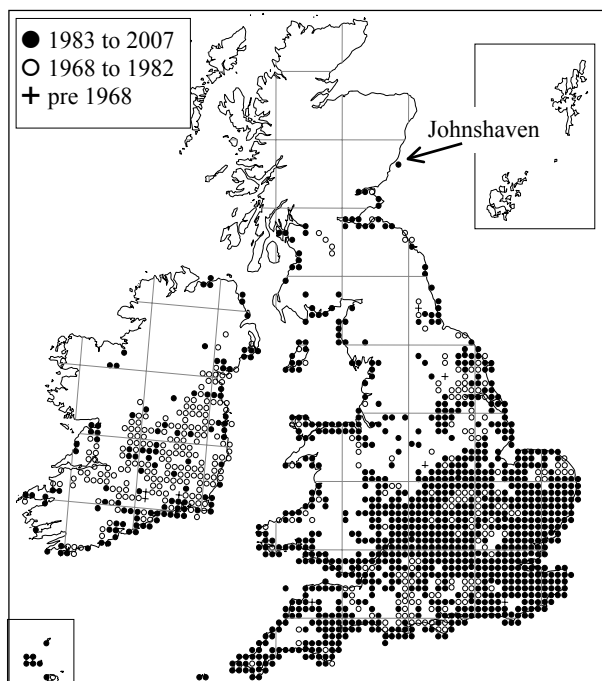 ● 1983 to 2007
○ 1968 to 1982
+ pre 1968
Johnshaven